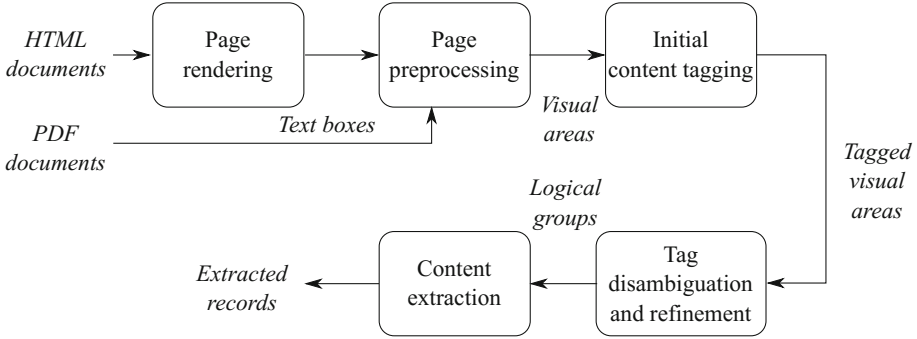 HTML
documents
Page
rendering
Page
preprocessing
Initial
content tagging
PDF
documents
Text boxes
Visual
areas
Tagged
visual
areas
Logical
groups
Tag
disambiguation
and refinement
Content
extraction
Extracted
records